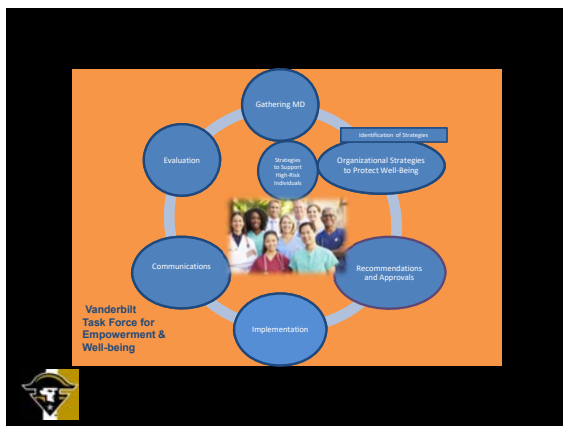 Gathering MD
Identification of Strategies
Evaluation
Strategies
to Support
High-Risk
Individuals
Organizational Strategies
to Protect Well-Being
Communications
Recommendations
and Approvals
Implementation
Vanderbilt
Task Force for
Empowerment &
Well-being